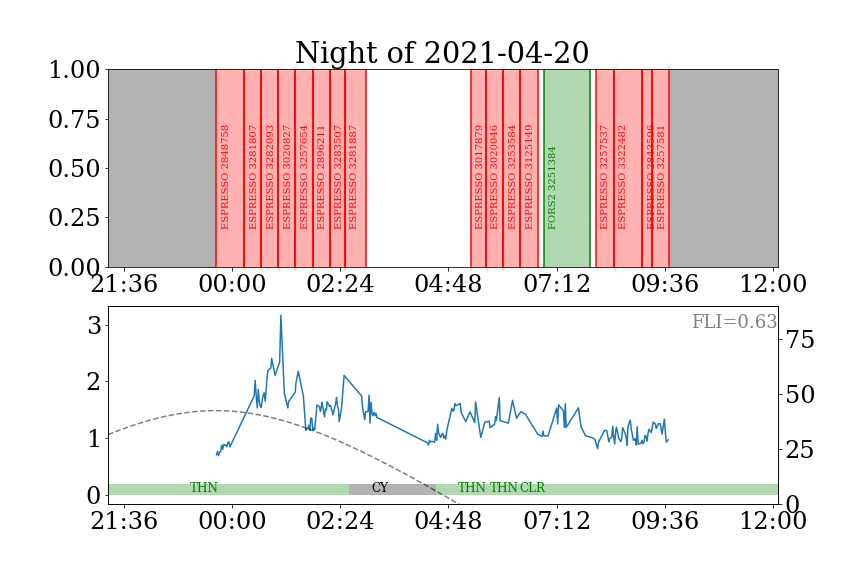 Night of 2021-04-20
1.00
0.75
0.50
0.25
0.00
ESPRESSO 2848758
ESPRESSO 3281807
ESPRESSO 3282093
ESPRESSO 3020827
ESPRESSO 3257654
ESPRESSO 2896211
ESPRESSO 3283507
ESPRESSO 3281887
ESPRESSO 3017879
ESPRESSO 3020046
ESPRESSO 3253584
ESPRESSO 3125149
FORS2 3251384
ESPRESSO 3257537
ESPRESSO 3322482
ESPRESSO 2843596
ESPRESSO 3257581
21:36 00:00 02:24 04:48 07:12 09:36 12:00
FLI=0.63
3
2
1
0
75
50
25
0
THN CY THN THN CLR
21:36 00:00 02:24 04:48 07:12 09:36 12:00